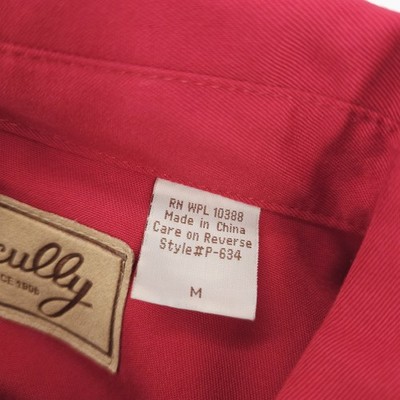 RN WPL 10388
Made in China
Care on Reverse
Style#P-634
M
cully
CE 1906